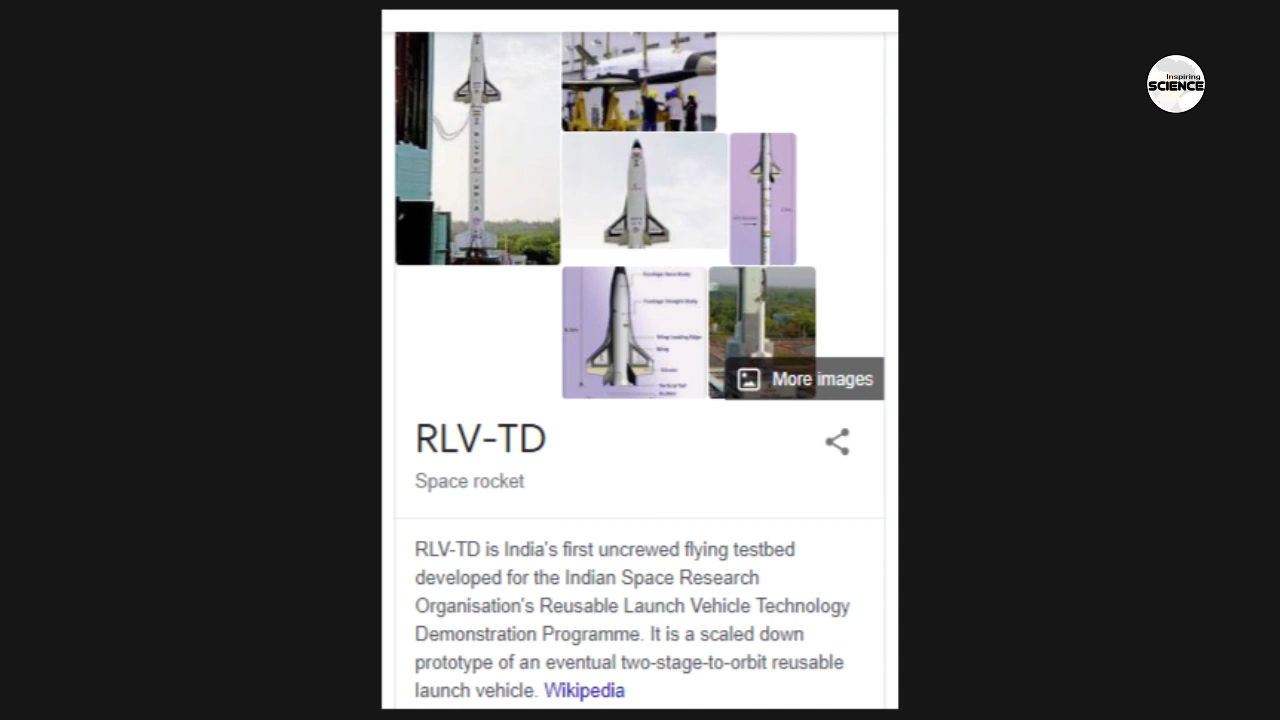 Inspiring
SCIENCE
More images
RLV-TD
Space rocket
RLV-TD is India's first uncrewed flying testbed
developed for the Indian Space Research
Organisation's Reusable Launch Vehicle Technology
Demonstration Programme. It is a scaled down
prototype of an eventual two-stage-to-orbit reusable
launch vehicle. Wikipedia